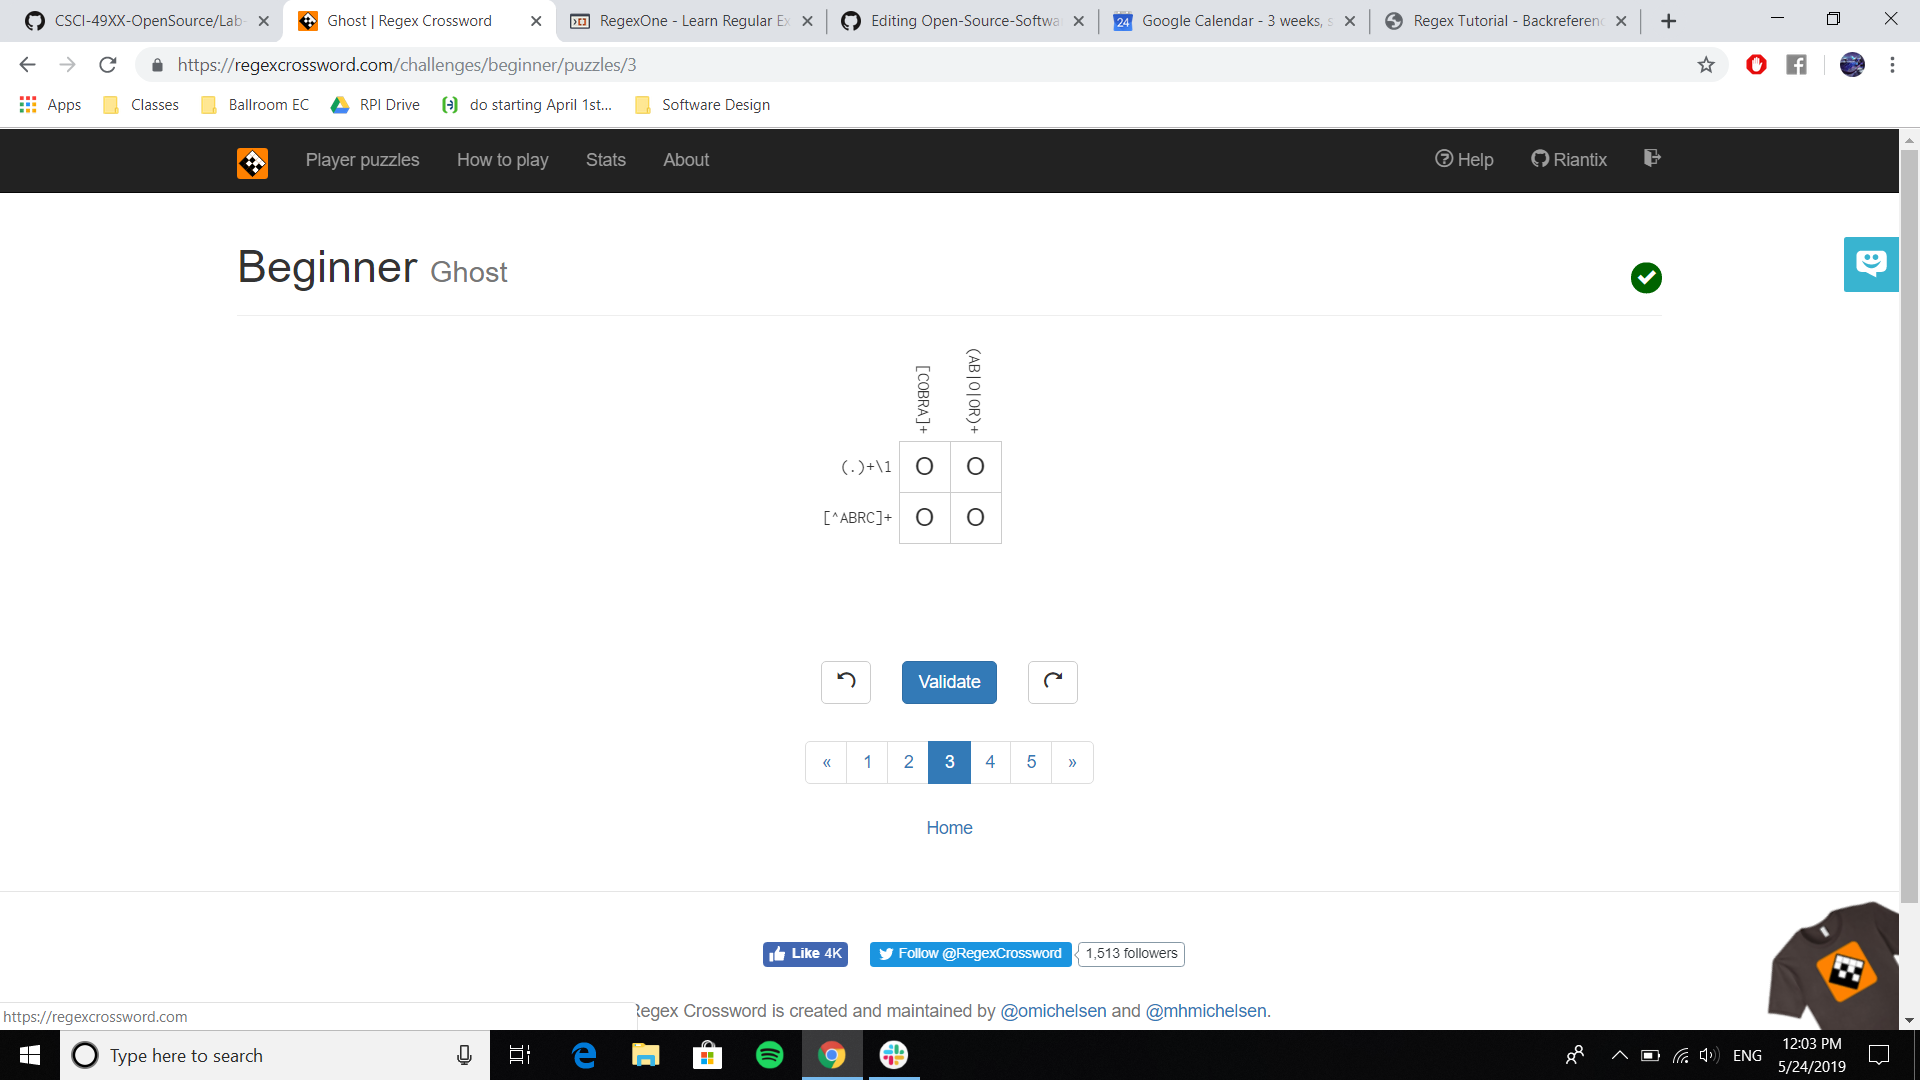 CSCI-49XX-OpenSource/Lab-
Ghost | Regex Crossword
RegexOne - Learn Regular Ex
Editing Open-Source-Softwa
Google Calendar - 3 weeks, s
Regex Tutorial - Backreferenc
https://regexcrossword.com/challenges/beginner/puzzles/3
Apps
Classes
Ballroom EC
RPI Drive
do starting April 1st...
Software Design
Player puzzles
How to play
Stats
About
Help
Riantix
Beginner Ghost
[COBRA]+
(AB|O|OR)+
(.)+\1
O O
[^ABRC]+
O O
Validate
« 1 2 3 4 5 »
Home
Like 4K
Follow @RegexCrossword
1,513 followers
Regex Crossword is created and maintained by @omichelsen and @mhmichelsen.
https://regexcrossword.com
Type here to search
ENG
12:03 PM
5/24/2019